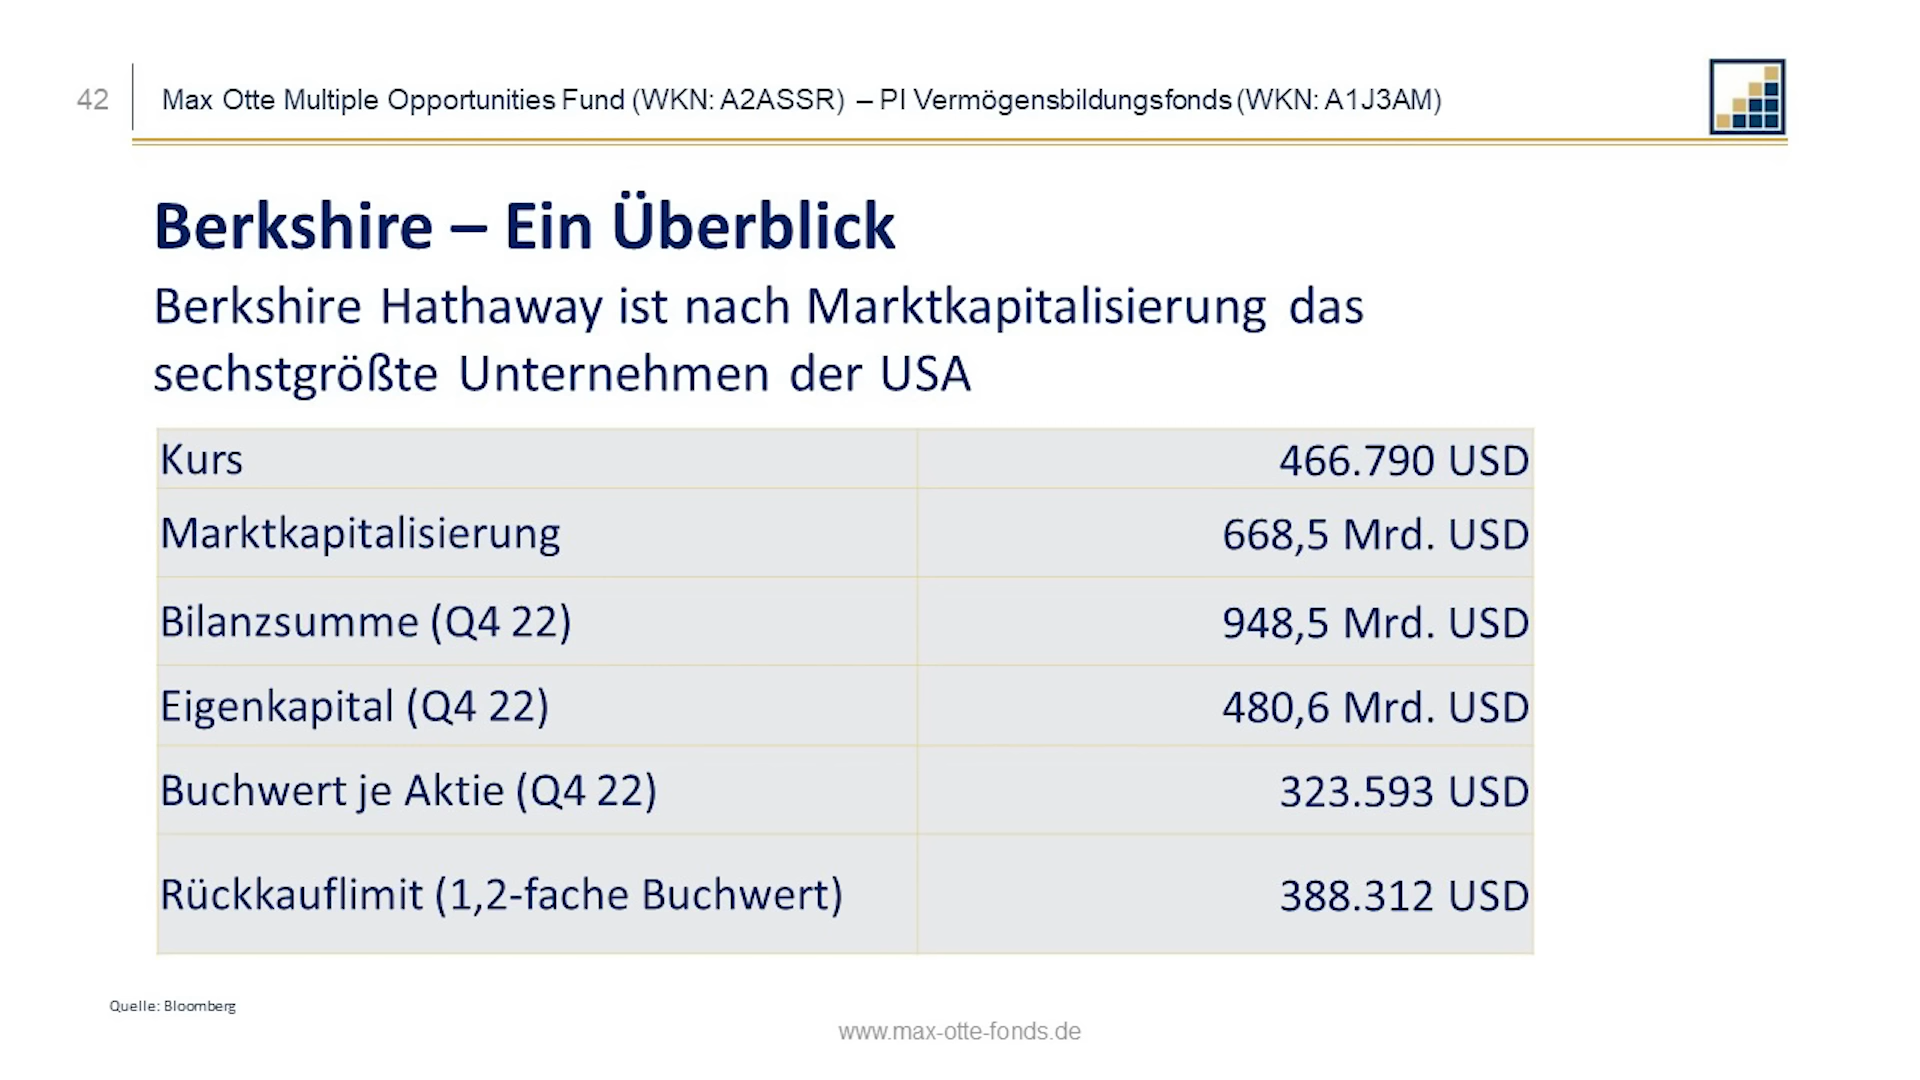 42
Max Otte Multiple Opportunities Fund (WKN: A2ASSR) – PI Vermögensbildungsfonds (WKN: A1J3AM)
Berkshire – Ein Überblick
Berkshire Hathaway ist nach Marktkapitalisierung das
sechstgrößte Unternehmen der USA
Kurs 466.790 USD
Marktkapitalisierung 668,5 Mrd. USD
Bilanzsumme (Q4 22) 948,5 Mrd. USD
Eigenkapital (Q4 22) 480,6 Mrd. USD
Buchwert je Aktie (Q4 22) 323.593 USD
Rückkauflimit (1,2-fache Buchwert) 388.312 USD
Quelle: Bloomberg
www.max-otte-fonds.de